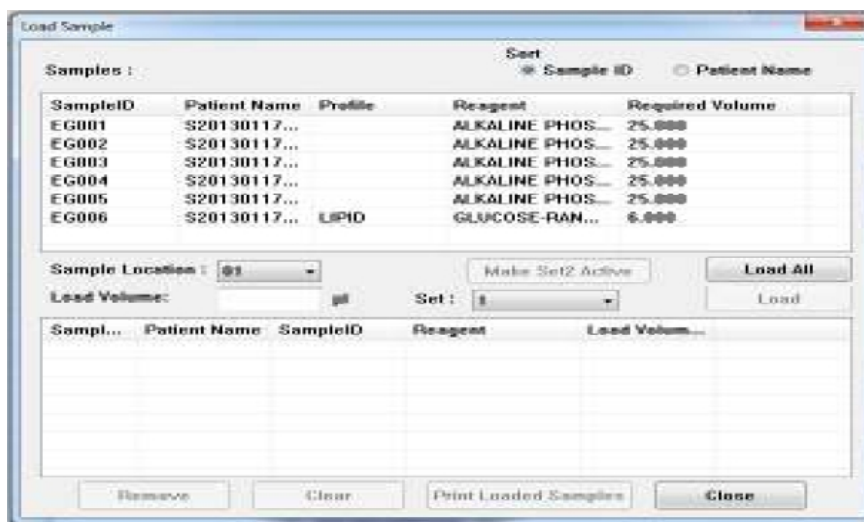 Load Sample
Sort
Samples : Sample ID Patient Name
SampleID Patient Name Profile Reagent Required Volume
EG001 S20130117... ALKALINE PHOS... 25.000
EG002 S20130117... ALKALINE PHOS... 25.000
EG003 S20130117... ALKALINE PHOS... 25.000
EG004 S20130117... ALKALINE PHOS... 25.000
EG005 S20130117... ALKALINE PHOS... 25.000
EG006 S20130117... LIPID GLUCOSE-RAN... 6.000
Sample Location : 01 Make Set2 Active Load All
Load Volume: µl Set : 1 Load
Sampl... Patient Name SampleID Reagent Load Volum...
Remove Clear Print Loaded Samples Close